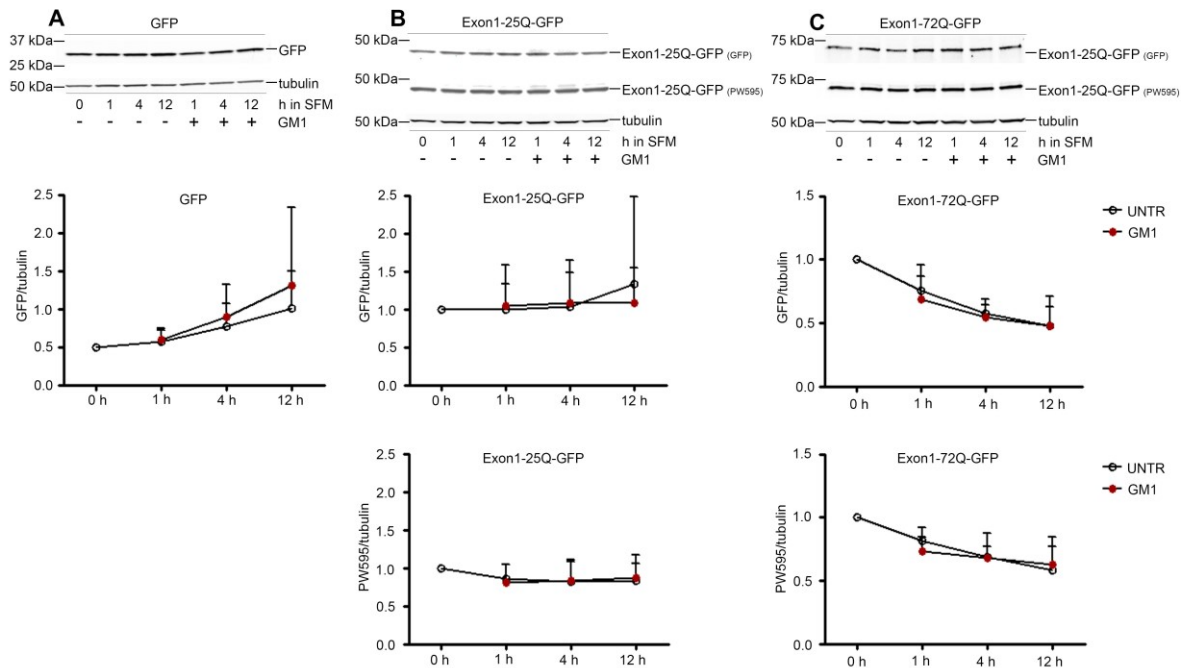 A
GFP
37 kDa
GFP
25 kDa
50 kDa
tubulin
0 1 4 12 1 4 12 h in SFM
- - - - + + + GM1
B
Exon1-25Q-GFP
50 kDa
Exon1-25Q-GFP (GFP)
50 kDa
Exon1-25Q-GFP (PW595)
50 kDa
tubulin
0 1 4 12 1 4 12 h in SFM
- - - - + + + GM1
C
Exon1-72Q-GFP
75 kDa
Exon1-25Q-GFP (GFP)
75 kDa
Exon1-25Q-GFP (PW595)
50 kDa
tubulin
0 1 4 12 1 4 12 h in SFM
- - - - + + + GM1
GFP
GFP/tubulin
2.5
2.0
1.5
1.0
0.5
0.0
0 h 1 h 4 h 12 h
Exon1-25Q-GFP
GFP/tubulin
2.5
2.0
1.5
1.0
0.5
0.0
0 h 1 h 4 h 12 h
Exon1-72Q-GFP
GFP/tubulin
1.5
1.0
0.5
0.0
0 h 1 h 4 h 12 h
UNTR
GM1
Exon1-25Q-GFP
PW595/tubulin
2.5
2.0
1.5
1.0
0.5
0.0
0 h 1 h 4 h 12 h
Exon1-72Q-GFP
PW595/tubulin
1.5
1.0
0.5
0.0
0 h 1 h 4 h 12 h
UNTR
GM1